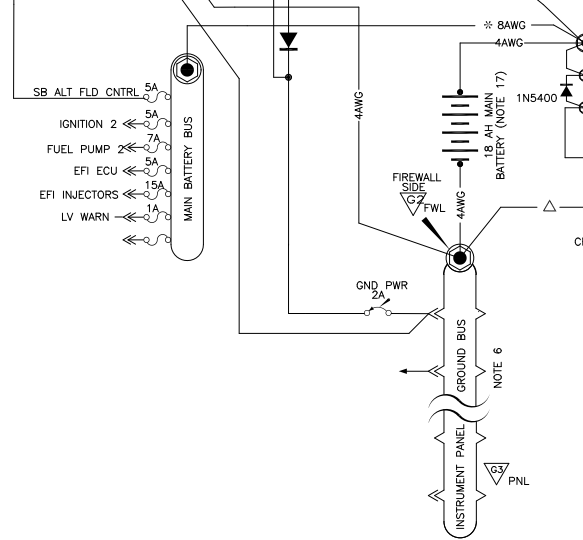 ※ 8AWG
4AWG
SB ALT FLD CNTRL 5A
IGNITION 2 5A
FUEL PUMP 2 7A
EFI ECU 5A
EFI INJECTORS 15A
LV WARN 1A
MAIN BATTERY BUS
4AWG
18 AH MAIN
BATTERY (NOTE 17)
1N5400
FIREWALL
SIDE
G2
FWL
4AWG
GND PWR
2A
GROUND BUS
NOTE 6
INSTRUMENT PANEL
G3
PNL